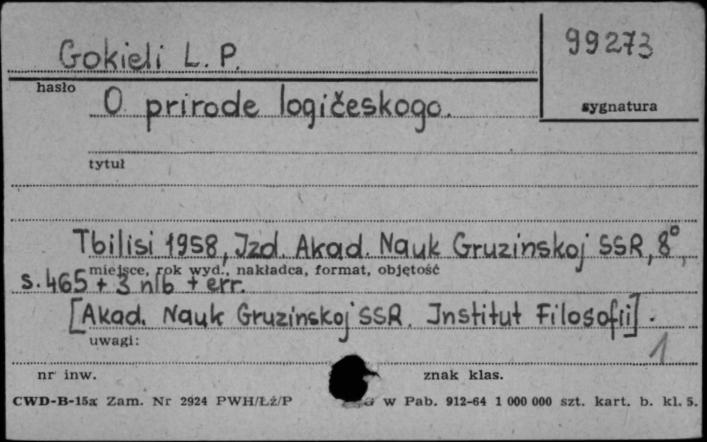 Gokieli L. P.
99273
hasło
O prirode logičeskogo.
sygnatura
tytuł
Tbilisi 1958, Izd. Akad. Nauk Gruzinskoj SSR, 8°,
miejsce, rok wyd., nakładca, format, objętość
s. 465 + 3 nlb + err.
[Akad. Nauk Gruzinskoj SSR. Institut Filosofii].
uwagi:
1
nr inw.
znak klas.
CWD-B-15a Zam. Nr 2924 PWH/Łż/P
w Pab. 912-64 1 000 000 szt. kart. b. kl. 5.